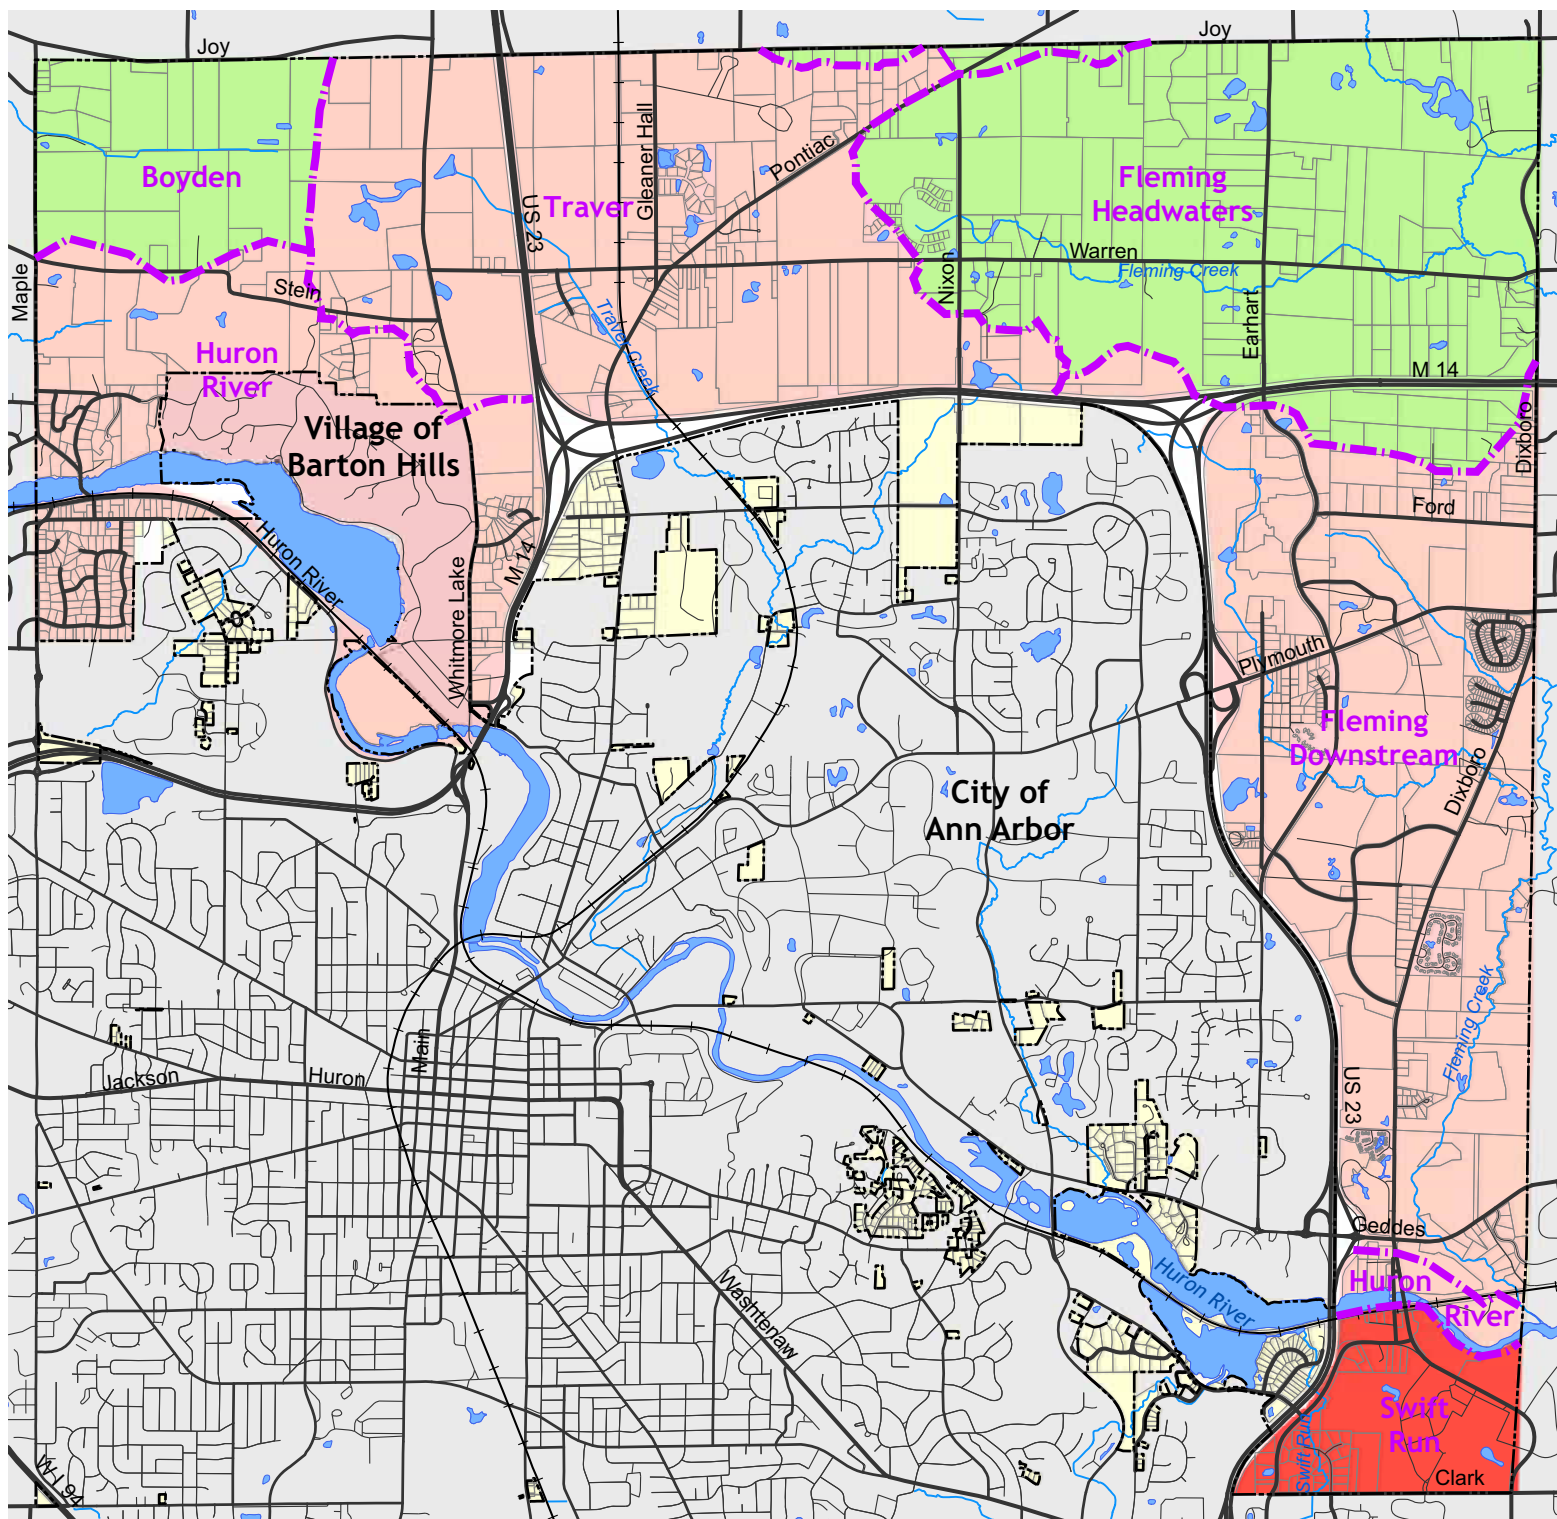 Joy
Joy
Boyden
Gleaner Hall
Pontiac
Fleming
Headwaters
US 23
Traver
Warren
Fleming Creek
Nixon
Maple
Stein
Traver Creek
Earhart
Huron
River
M 14
Village of
Barton Hills
Dixboro
Ford
Huron River
M 14
Whitmore Lake
Plymouth
Fleming
Downstream
Dixboro
City of
Ann Arbor
Fleming Creek
Main
Jackson
Huron
US 23
Geddes
Huron River
Huron
River
Washtenaw
Swift
Run
Swift Run
Clark
W I 94